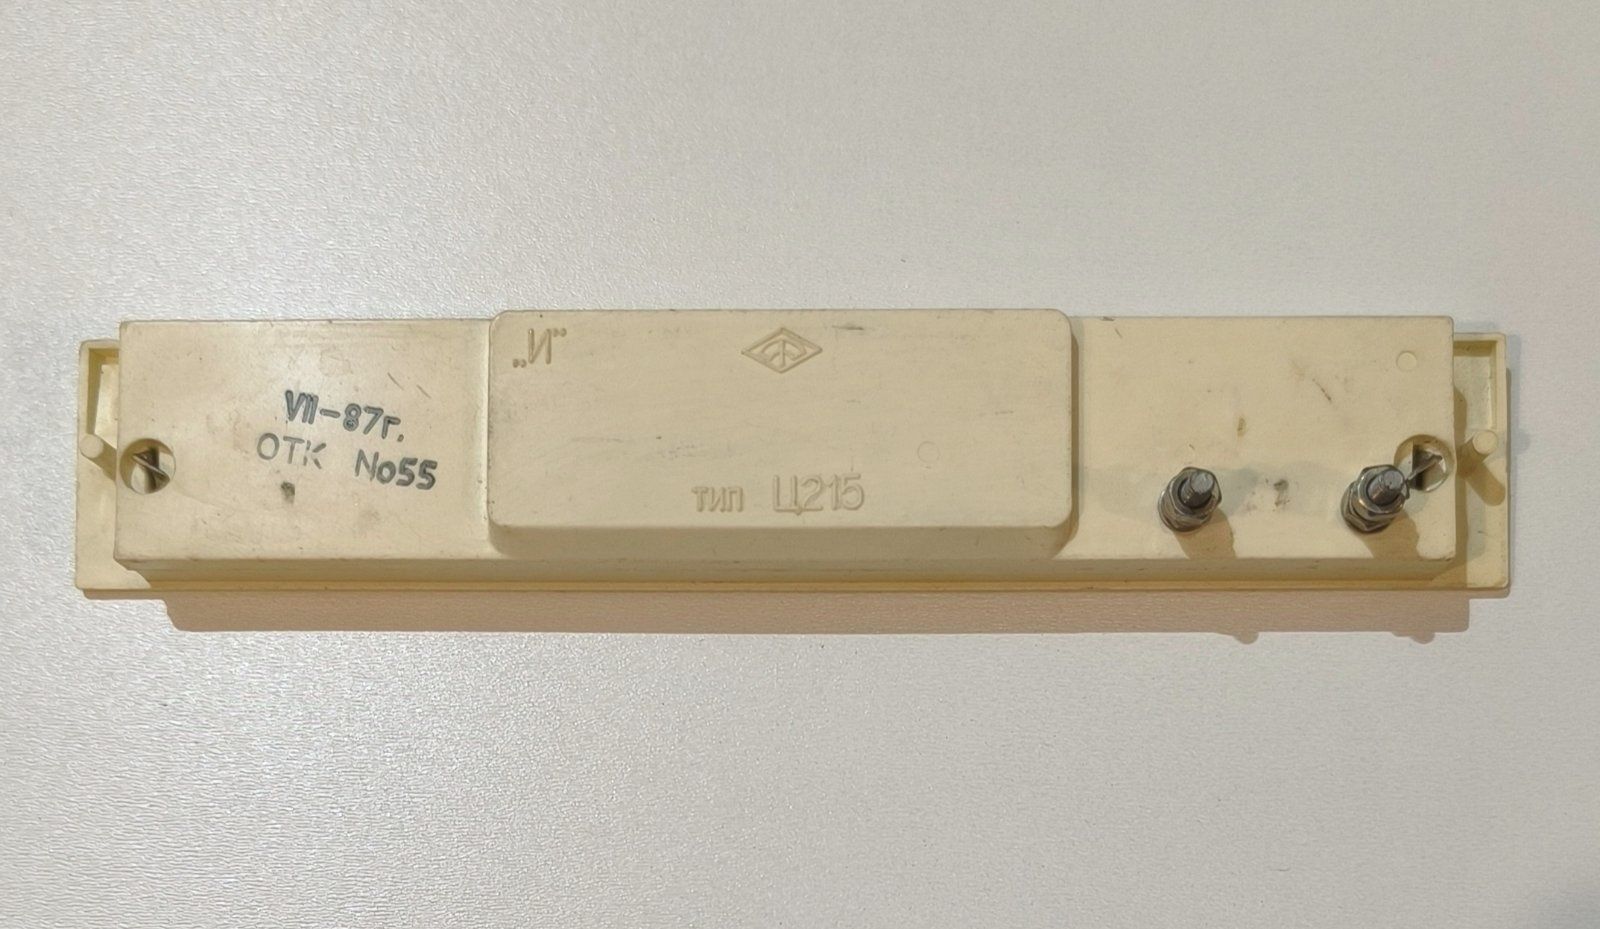 „И“
VII-87г.
ОТК No55
тип Ц215